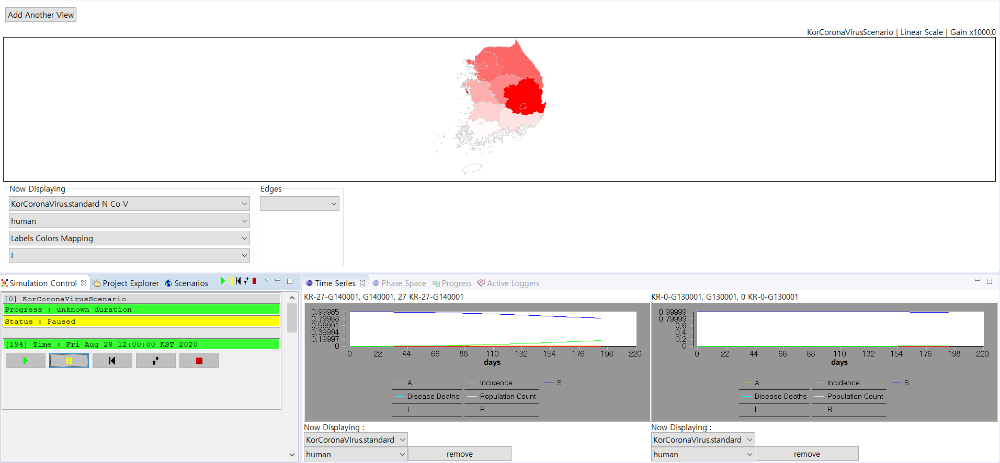 Add Another View
KorCoronaVirusScenario | Linear Scale | Gain x1000.0
Now Displaying
Edges
KorCoronaVirus.standard N Co V
human
Labels Colors Mapping
I
Simulation Control
Project Explorer
Scenarios
[0] KorCoronaVirusScenario
Progress : unknown duration
Status : Paused
[194] Time : Fri Aug 28 12:00:00 KST 2020
Time Series
Phase Space
Progress
Active Loggers
KR-27-G140001, G140001, 27 KR-27-G140001
0,99985
0,79988
0,59991
0,39994
0,19997
0
0 22 44 66 88 110 132 154 176 198 220
days
A Incidence S
Disease Deaths Population Count
I R
Now Displaying :
KorCoronaVirus.standard
human
remove
KR-0-G130001, G130001, 0 KR-0-G130001
0,99999
0,79999
0,6
0,4
0,2
0
0 22 44 66 88 110 132 154 176 198 220
days
A Incidence S
Disease Deaths Population Count
I R
Now Displaying :
KorCoronaVirus.standard
human
remove